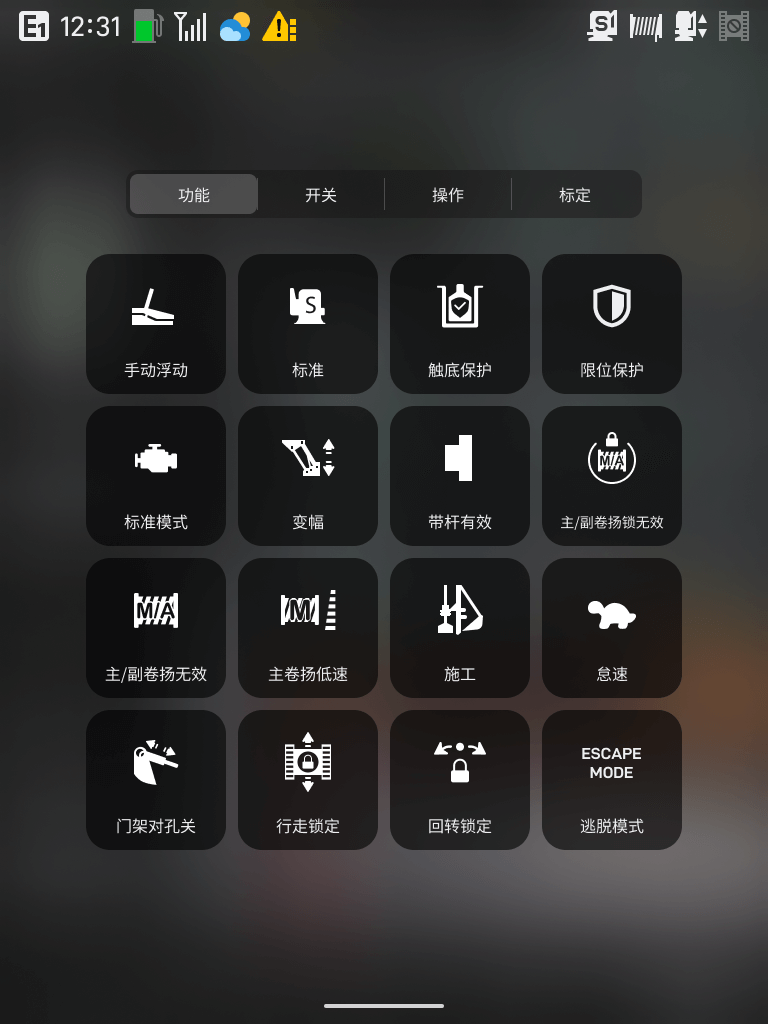 E1 12:31
S1
功能 开关 操作 标定
S
手动浮动 标准 触底保护 限位保护
M/A
标准模式 变幅 带杆有效 主/副卷扬锁无效
M/A M
主/副卷扬无效 主卷扬低速 施工 怠速
ESCAPE
MODE
门架对孔关 行走锁定 回转锁定 逃脱模式